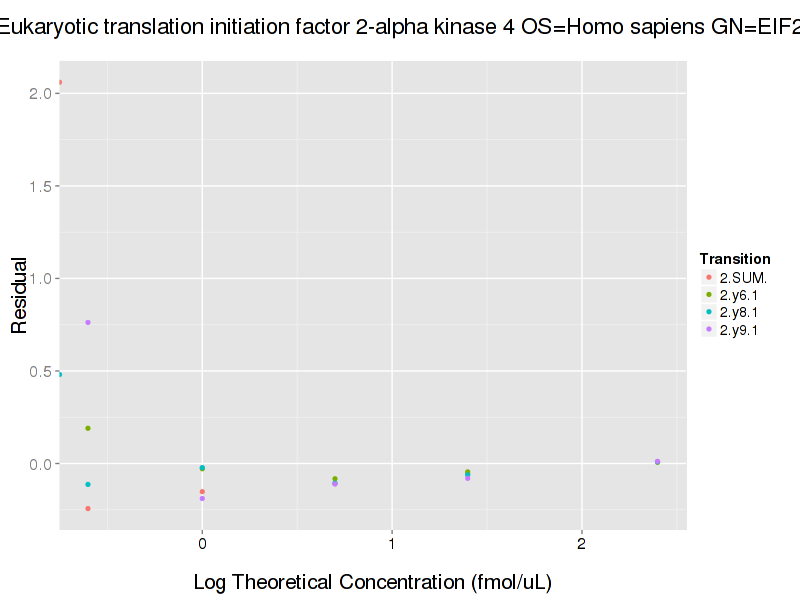 Eukaryotic translation initiation factor 2-alpha kinase 4 OS=Homo sapiens GN=EIF2
2.0
1.5
1.0
0.5
0.0
Residual
0
1
2
Log Theoretical Concentration (fmol/uL)
Transition
2.SUM.
2.y6.1
2.y8.1
2.y9.1